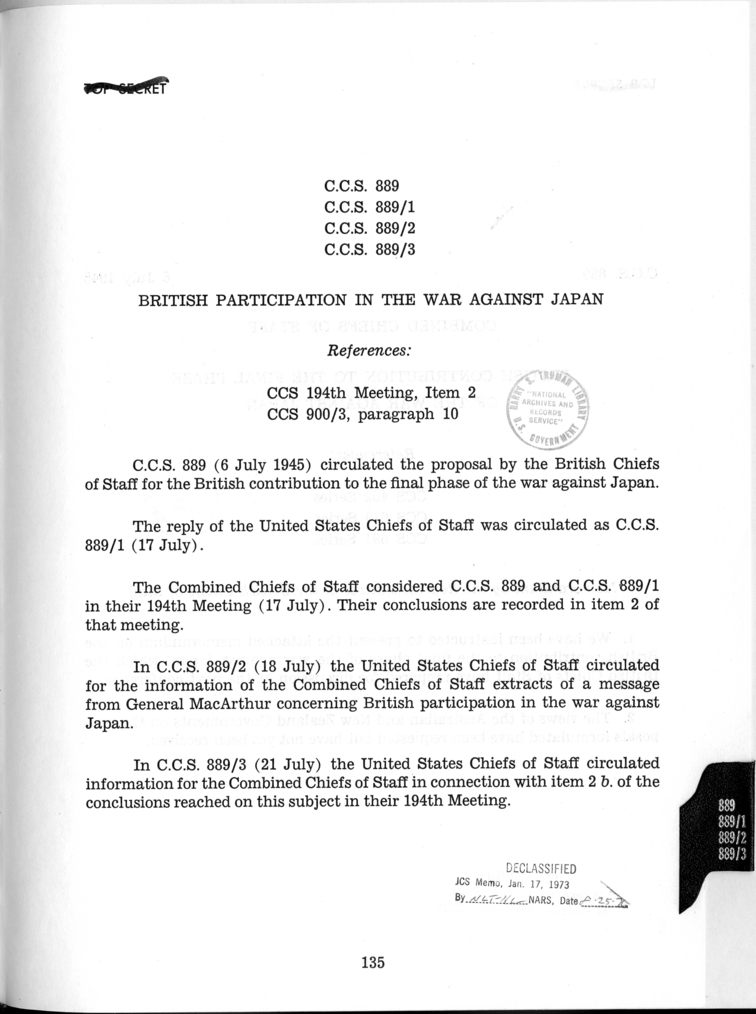 TOP SECRET
C.C.S. 889
C.C.S. 889/1
C.C.S. 889/2
C.C.S. 889/3
BRITISH PARTICIPATION IN THE WAR AGAINST JAPAN
References:
CCS 194th Meeting, Item 2
CCS 900/3, paragraph 10
HARRY S. TRUMAN LIBRARY
"NATIONAL
ARCHIVES AND
RECORDS
SERVICE"
U.S. GOVERNMENT
C.C.S. 889 (6 July 1945) circulated the proposal by the British Chiefs
of Staff for the British contribution to the final phase of the war against Japan.
The reply of the United States Chiefs of Staff was circulated as C.C.S.
889/1 (17 July).
The Combined Chiefs of Staff considered C.C.S. 889 and C.C.S. 889/1
in their 194th Meeting (17 July). Their conclusions are recorded in item 2 of
that meeting.
In C.C.S. 889/2 (18 July) the United States Chiefs of Staff circulated
for the information of the Combined Chiefs of Staff extracts of a message
from General MacArthur concerning British participation in the war against
Japan.
In C.C.S. 889/3 (21 July) the United States Chiefs of Staff circulated
information for the Combined Chiefs of Staff in connection with item 2 b. of the
conclusions reached on this subject in their 194th Meeting.
889
889/1
889/2
889/3
DECLASSIFIED
JCS Memo, Jan. 17, 1973
By NLT-NL NARS, Date
135